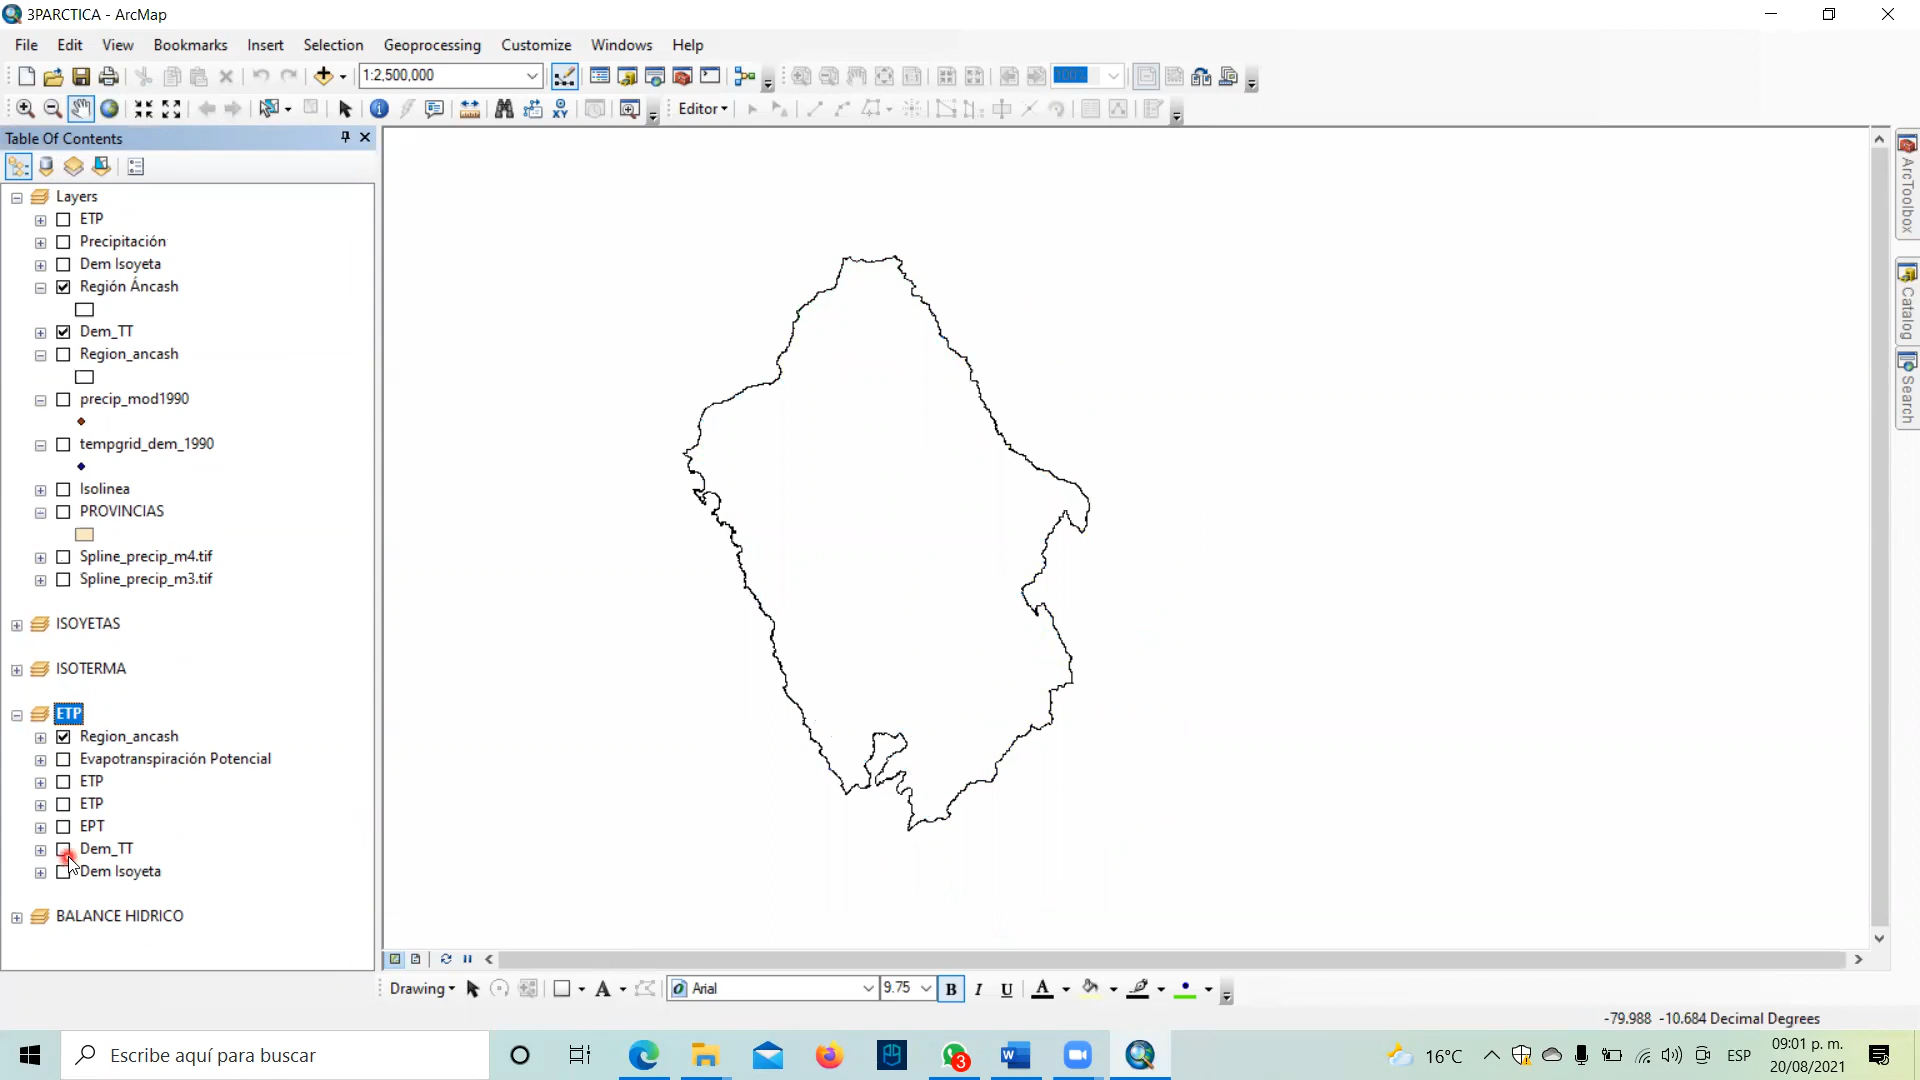 3PARCTICA - ArcMap
File Edit View Bookmarks Insert Selection Geoprocessing Customize Windows Help
1:2,500,000
Editor
Table Of Contents
Layers
ETP
Precipitación
Dem Isoyeta
Región Áncash
Dem_TT
Region_ancash
precip_mod1990
tempgrid_dem_1990
Isolinea
PROVINCIAS
Spline_precip_m4.tif
Spline_precip_m3.tif
ISOYETAS
ISOTERMA
ETP
Region_ancash
Evapotranspiración Potencial
ETP
ETP
EPT
Dem_TT
Dem Isoyeta
BALANCE HIDRICO
ArcToolbox
Catalog
Search
Drawing A Arial 9.75 B I U A
-79.988 -10.684 Decimal Degrees
Escribe aquí para buscar
3
16°C
ESP
09:01 p. m.
20/08/2021